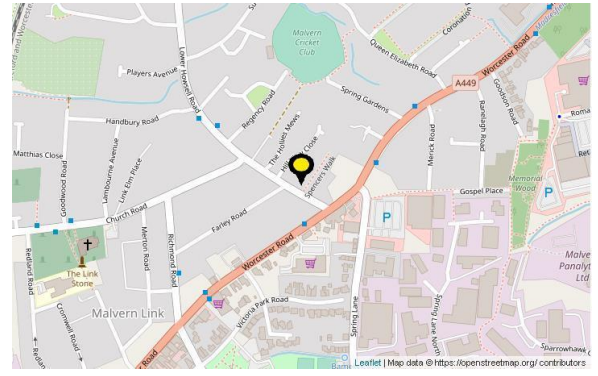 Malvern
Cricket
Club
Coronation
Queen Elizabeth Road
Worcester Road
A449
Players Avenue
Lower Howsell Road
Regency Road
Spring Gardens
Goodson Road
Ranelagh Road
Handbury Road
The Hollies Mews
Close
Merick Road
Matthias Close
Lambourne Avenue
Link Elm Place
Spencers Walk
Memorial
Wood
Goodwood Road
Gospel Place
P
P
Church Road
Farley Road
Merton Road
Richmond Road
Worcester Road
Redland Road
The Link
Stone
Cromwell Road
Malvern Link
Victoria Park Road
Spring Lane
Spring Lane North
Malve
Panalyt
Ltd
Sparrowhawk C
Redla
k Road
Leaflet | Map data @ https://openstreetmap.org/ contributors